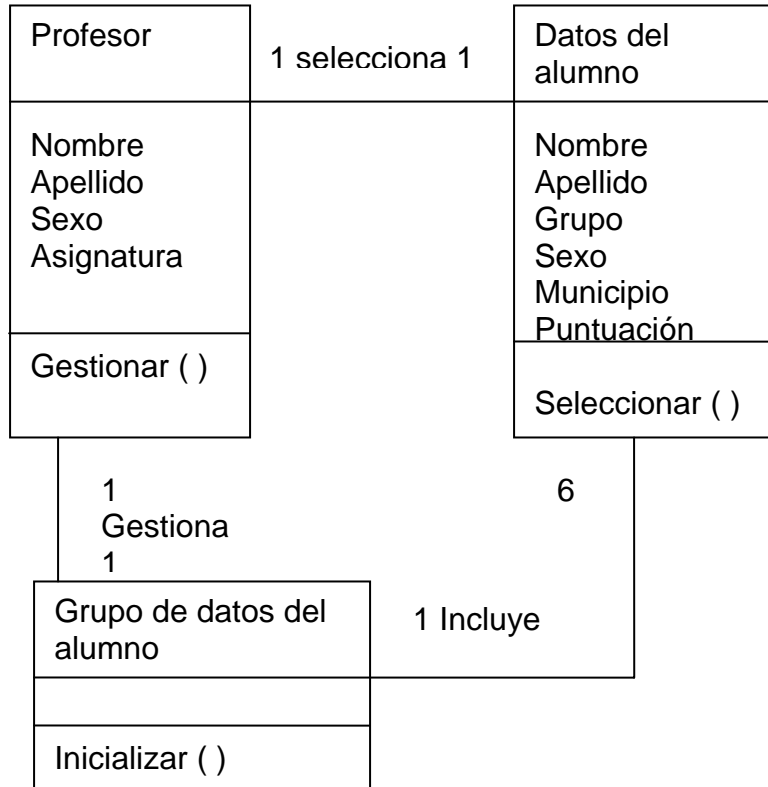 Profesor
1 selecciona 1
Datos del
alumno
Nombre
Apellido
Sexo
Asignatura
Nombre
Apellido
Grupo
Sexo
Municipio
Puntuación
Gestionar ( )
Seleccionar ( )
1
Gestiona
1
6
Grupo de datos del
alumno
1 Incluye
Inicializar ( )